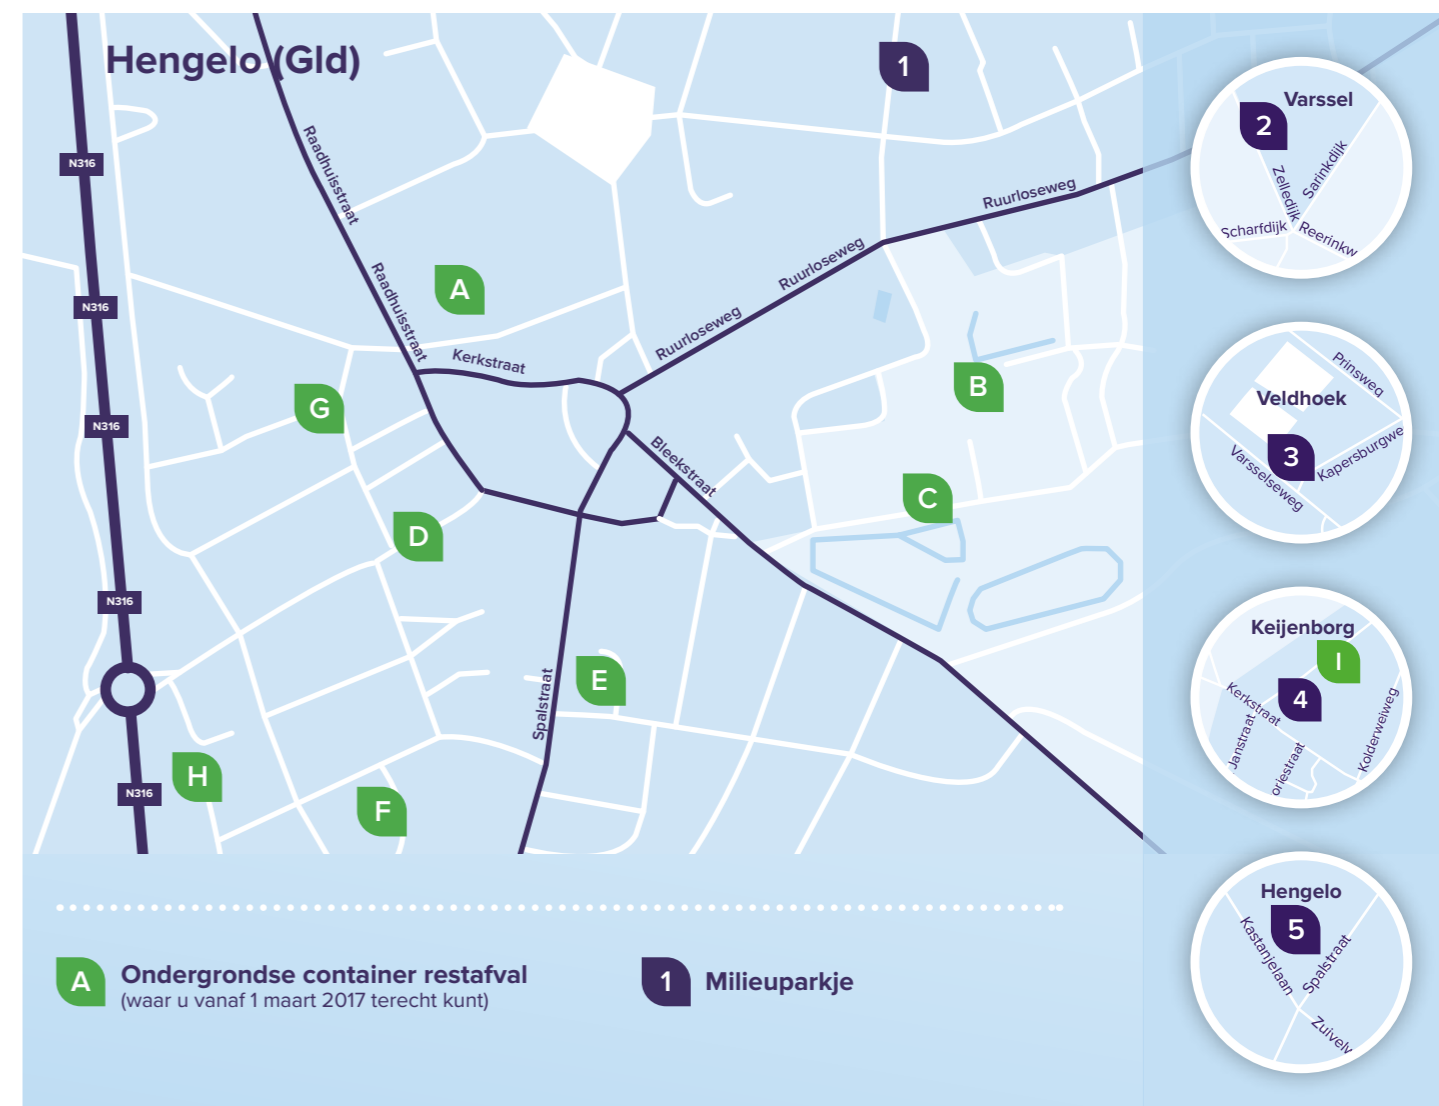 Hengelo (Gld)
1
N316
Raadhuisstraat
Ruurloseweg
N316
A
Raadhuisstraat
Ruurloseweg
Ruurloseweg
Kerkstraat
B
G
N316
Bleekstraat
C
D
N316
E
Spalstraat
H
N316
F
Varssel
2
Zelledijk
Sarinkdijk
Scharfdijk
Reerinkw
Veldhoek
Prinsweg
3
Varsselseweg
Kapersburgwe
Keijenborg
I
4
Kerkstraat
Janstraat
oriestraat
Kolderweiweg
Hengelo
5
Kastanjelaan
Spalstraat
Zuivelv
A
Ondergrondse container restafval
(waar u vanaf 1 maart 2017 terecht kunt)
1
Milieuparkje